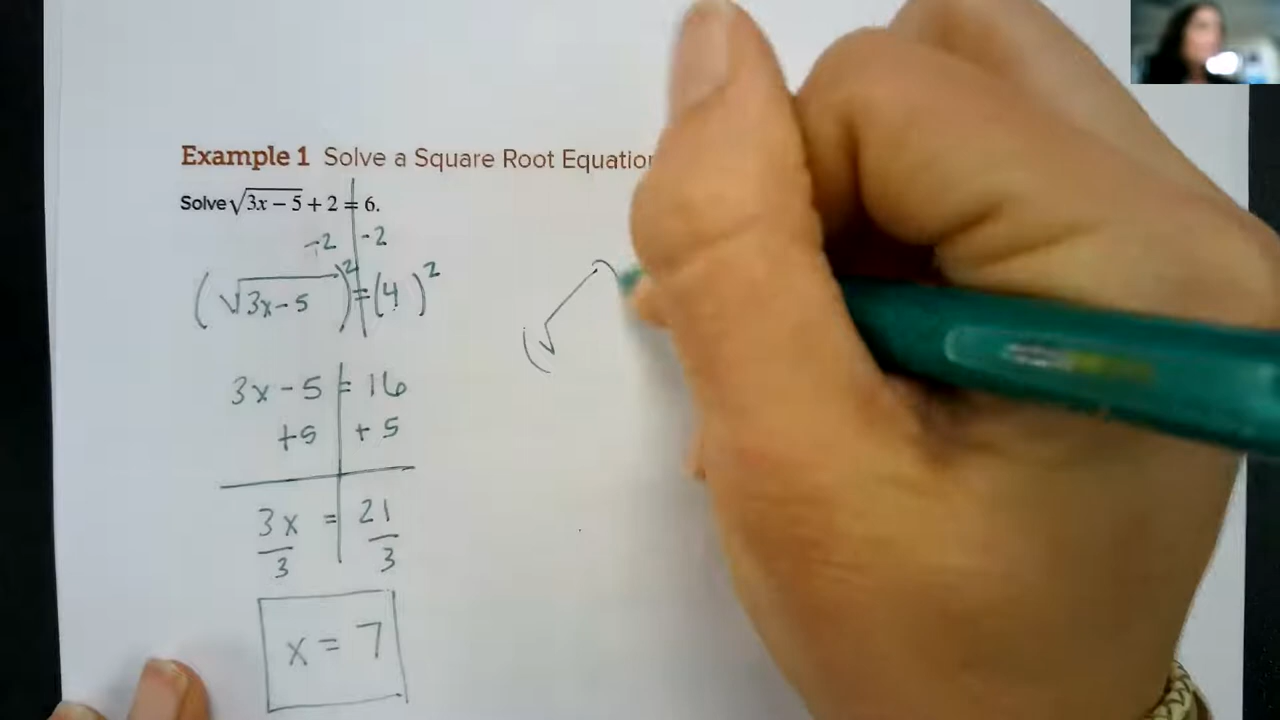 Example 1 Solve a Square Root Equation
Solve √3x − 5 + 2 = 6.
-2 -2
(√3x-5)² = (4)²
3x - 5 = 16
+5 + 5
3x = 21
3 3
x = 7
(√